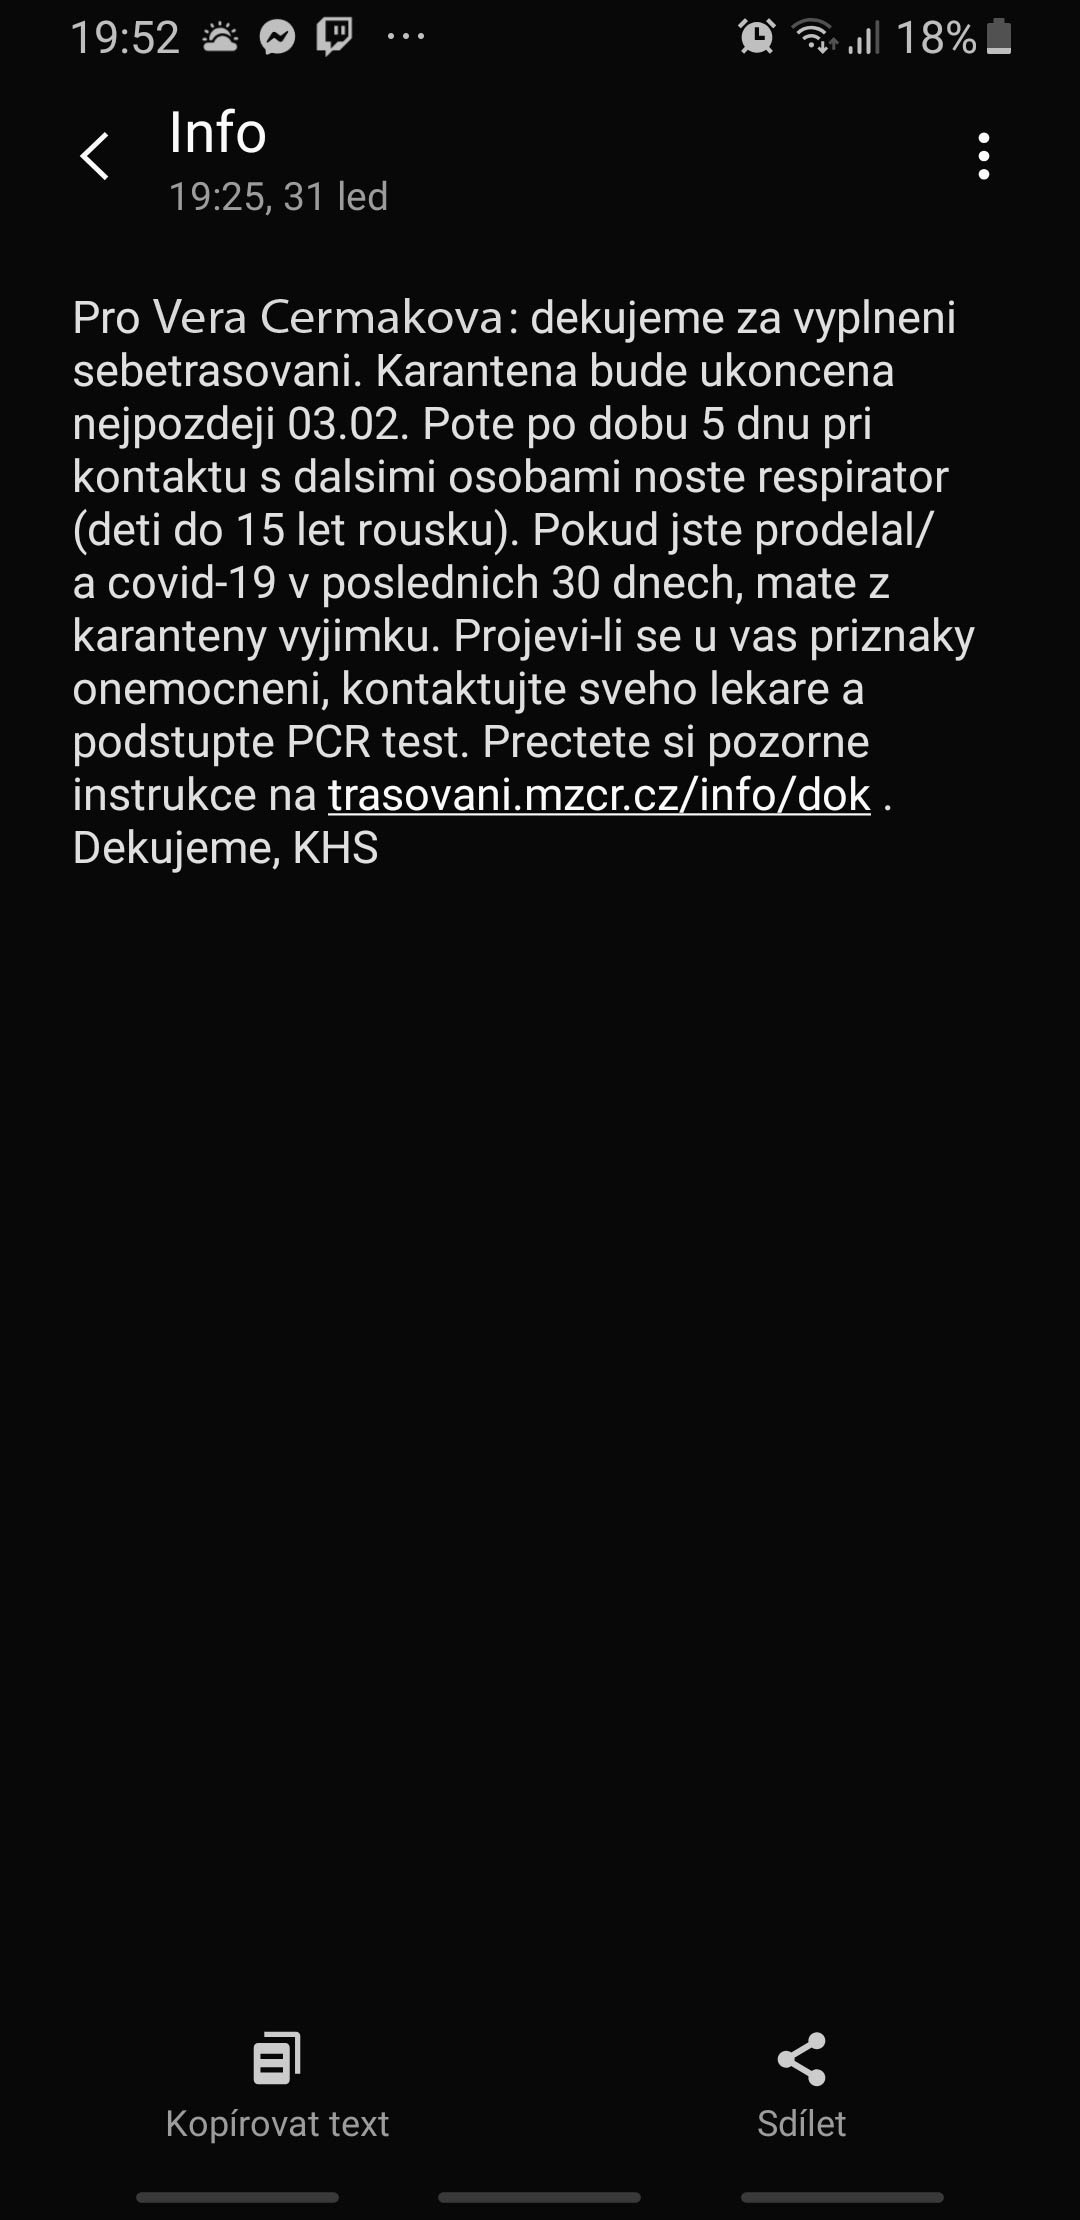 19:52 ... 18%
Info
19:25, 31 led
Pro Vera Cermakova: dekujeme za vyplneni
sebetrasovani. Karantena bude ukoncena
nejpozdeji 03.02. Pote po dobu 5 dnu pri
kontaktu s dalsimi osobami noste respirator
(deti do 15 let rousku). Pokud jste prodelal/
a covid-19 v poslednich 30 dnech, mate z
karanteny vyjimku. Projevi-li se u vas priznaky
onemocneni, kontaktujte sveho lekare a
podstupte PCR test. Prectete si pozorne
instrukce na trasovani.mzcr.cz/info/dok .
Dekujeme, KHS
Kopírovat text
Sdílet